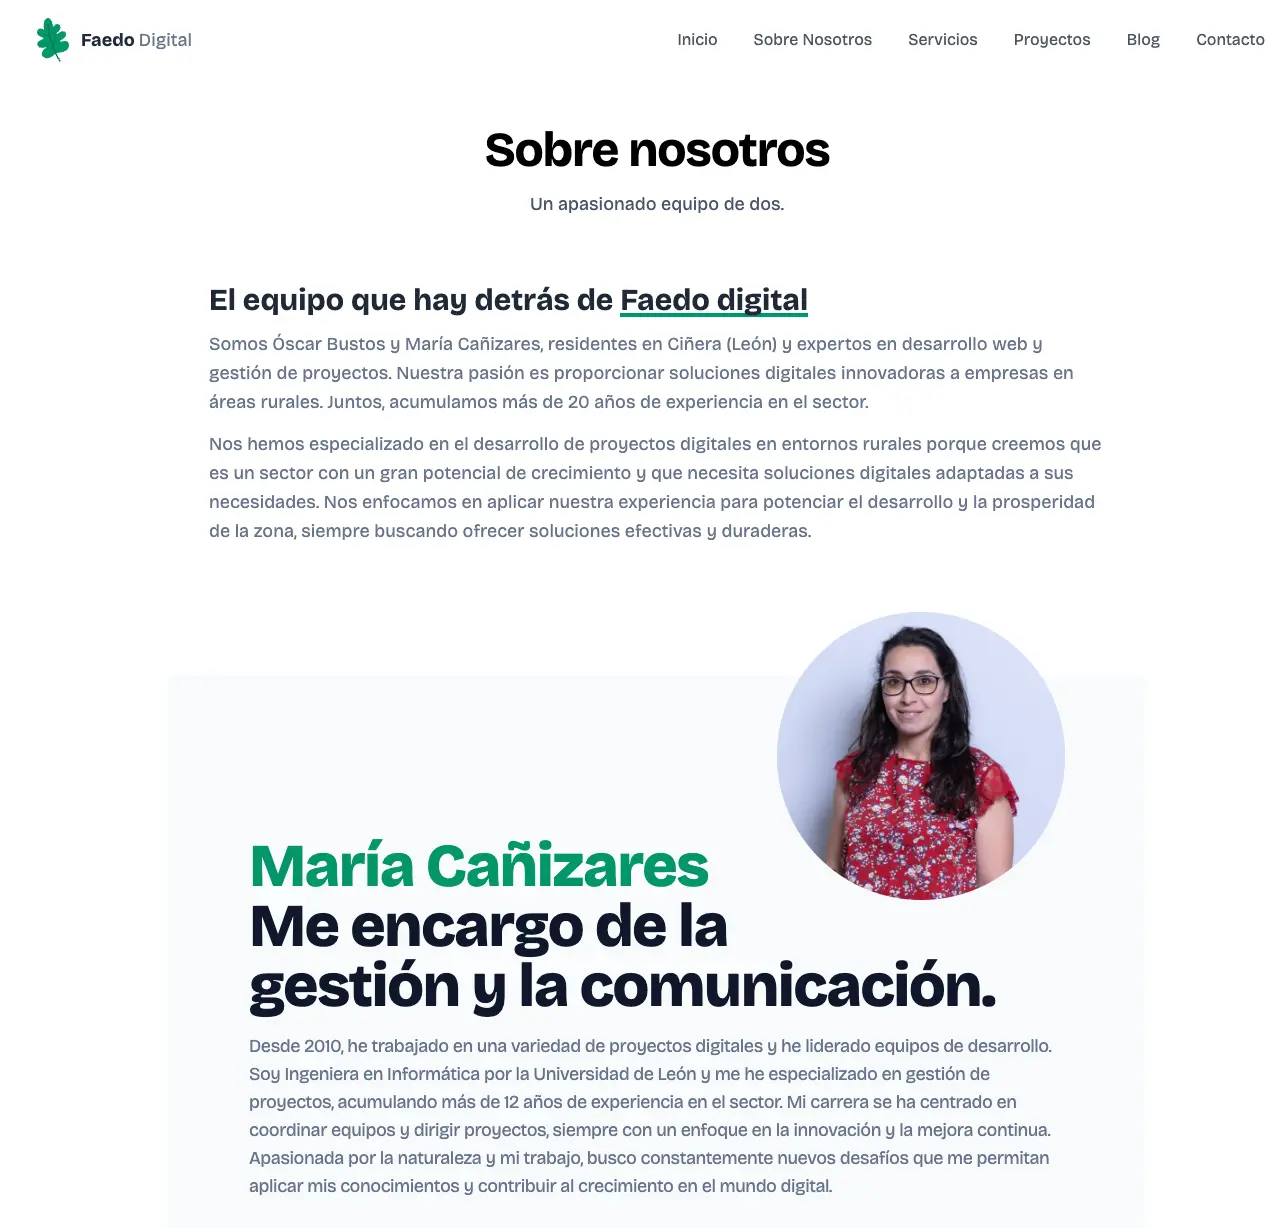 Faedo Digital
Inicio
Sobre Nosotros
Servicios
Proyectos
Blog
Contacto
Sobre nosotros
Un apasionado equipo de dos.
El equipo que hay detrás de Faedo digital
Somos Óscar Bustos y María Cañizares, residentes en Ciñera (León) y expertos en desarrollo web y
gestión de proyectos. Nuestra pasión es proporcionar soluciones digitales innovadoras a empresas en
áreas rurales. Juntos, acumulamos más de 20 años de experiencia en el sector.
Nos hemos especializado en el desarrollo de proyectos digitales en entornos rurales porque creemos que
es un sector con un gran potencial de crecimiento y que necesita soluciones digitales adaptadas a sus
necesidades. Nos enfocamos en aplicar nuestra experiencia para potenciar el desarrollo y la prosperidad
de la zona, siempre buscando ofrecer soluciones efectivas y duraderas.
María Cañizares
Me encargo de la
gestión y la comunicación.
Desde 2010, he trabajado en una variedad de proyectos digitales y he liderado equipos de desarrollo.
Soy Ingeniera en Informática por la Universidad de León y me he especializado en gestión de
proyectos, acumulando más de 12 años de experiencia en el sector. Mi carrera se ha centrado en
coordinar equipos y dirigir proyectos, siempre con un enfoque en la innovación y la mejora continua.
Apasionada por la naturaleza y mi trabajo, busco constantemente nuevos desafíos que me permitan
aplicar mis conocimientos y contribuir al crecimiento en el mundo digital.